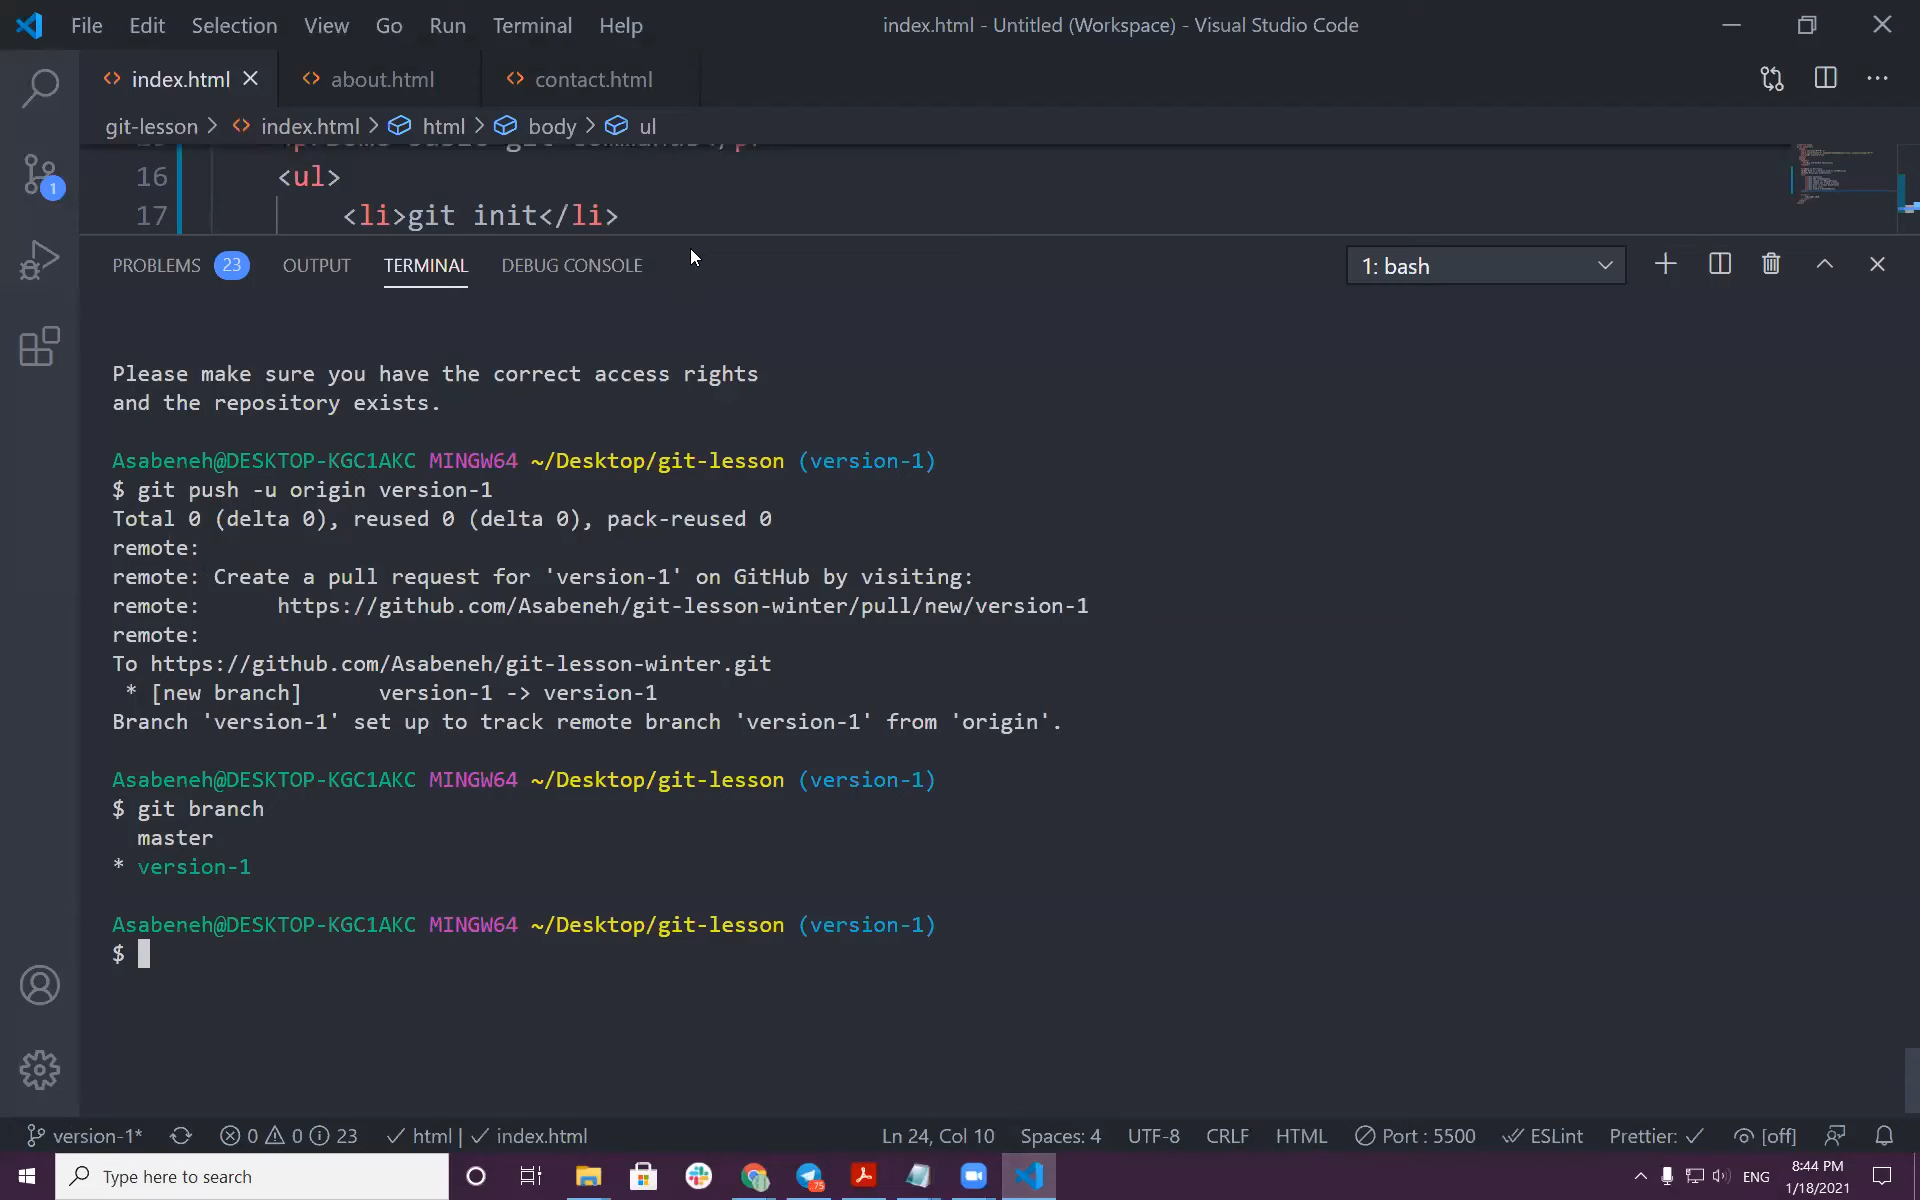 File Edit Selection View Go Run Terminal Help index.html - Untitled (Workspace) - Visual Studio Code
index.html about.html contact.html
git-lesson > index.html > html > body > ul
16 <ul>
17 <li>git init</li>
1
PROBLEMS 23 OUTPUT TERMINAL DEBUG CONSOLE 1: bash
Please make sure you have the correct access rights
and the repository exists.
Asabeneh@DESKTOP-KGC1AKC MINGW64 ~/Desktop/git-lesson (version-1)
$ git push -u origin version-1
Total 0 (delta 0), reused 0 (delta 0), pack-reused 0
remote:
remote: Create a pull request for 'version-1' on GitHub by visiting:
remote:      https://github.com/Asabeneh/git-lesson-winter/pull/new/version-1
remote:
To https://github.com/Asabeneh/git-lesson-winter.git
 * [new branch]      version-1 -> version-1
Branch 'version-1' set up to track remote branch 'version-1' from 'origin'.
Asabeneh@DESKTOP-KGC1AKC MINGW64 ~/Desktop/git-lesson (version-1)
$ git branch
  master
* version-1
Asabeneh@DESKTOP-KGC1AKC MINGW64 ~/Desktop/git-lesson (version-1)
$
version-1* 0 0 23 html | index.html Ln 24, Col 10 Spaces: 4 UTF-8 CRLF HTML Port : 5500 ESLint Prettier: [off]
Type here to search ENG 8:44 PM
1/18/2021